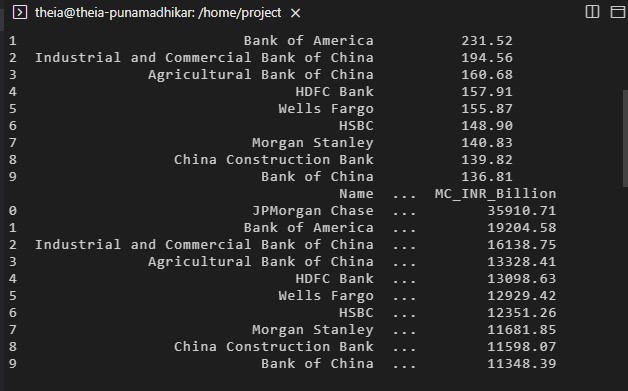 theia@theia-punamadhikar: /home/project ×
1 Bank of America 231.52
2 Industrial and Commercial Bank of China 194.56
3 Agricultural Bank of China 160.68
4 HDFC Bank 157.91
5 Wells Fargo 155.87
6 HSBC 148.90
7 Morgan Stanley 140.83
8 China Construction Bank 139.82
9 Bank of China 136.81
Name ... MC_INR_Billion
0 JPMorgan Chase ... 35910.71
1 Bank of America ... 19204.58
2 Industrial and Commercial Bank of China ... 16138.75
3 Agricultural Bank of China ... 13328.41
4 HDFC Bank ... 13098.63
5 Wells Fargo ... 12929.42
6 HSBC ... 12351.26
7 Morgan Stanley ... 11681.85
8 China Construction Bank ... 11598.07
9 Bank of China ... 11348.39